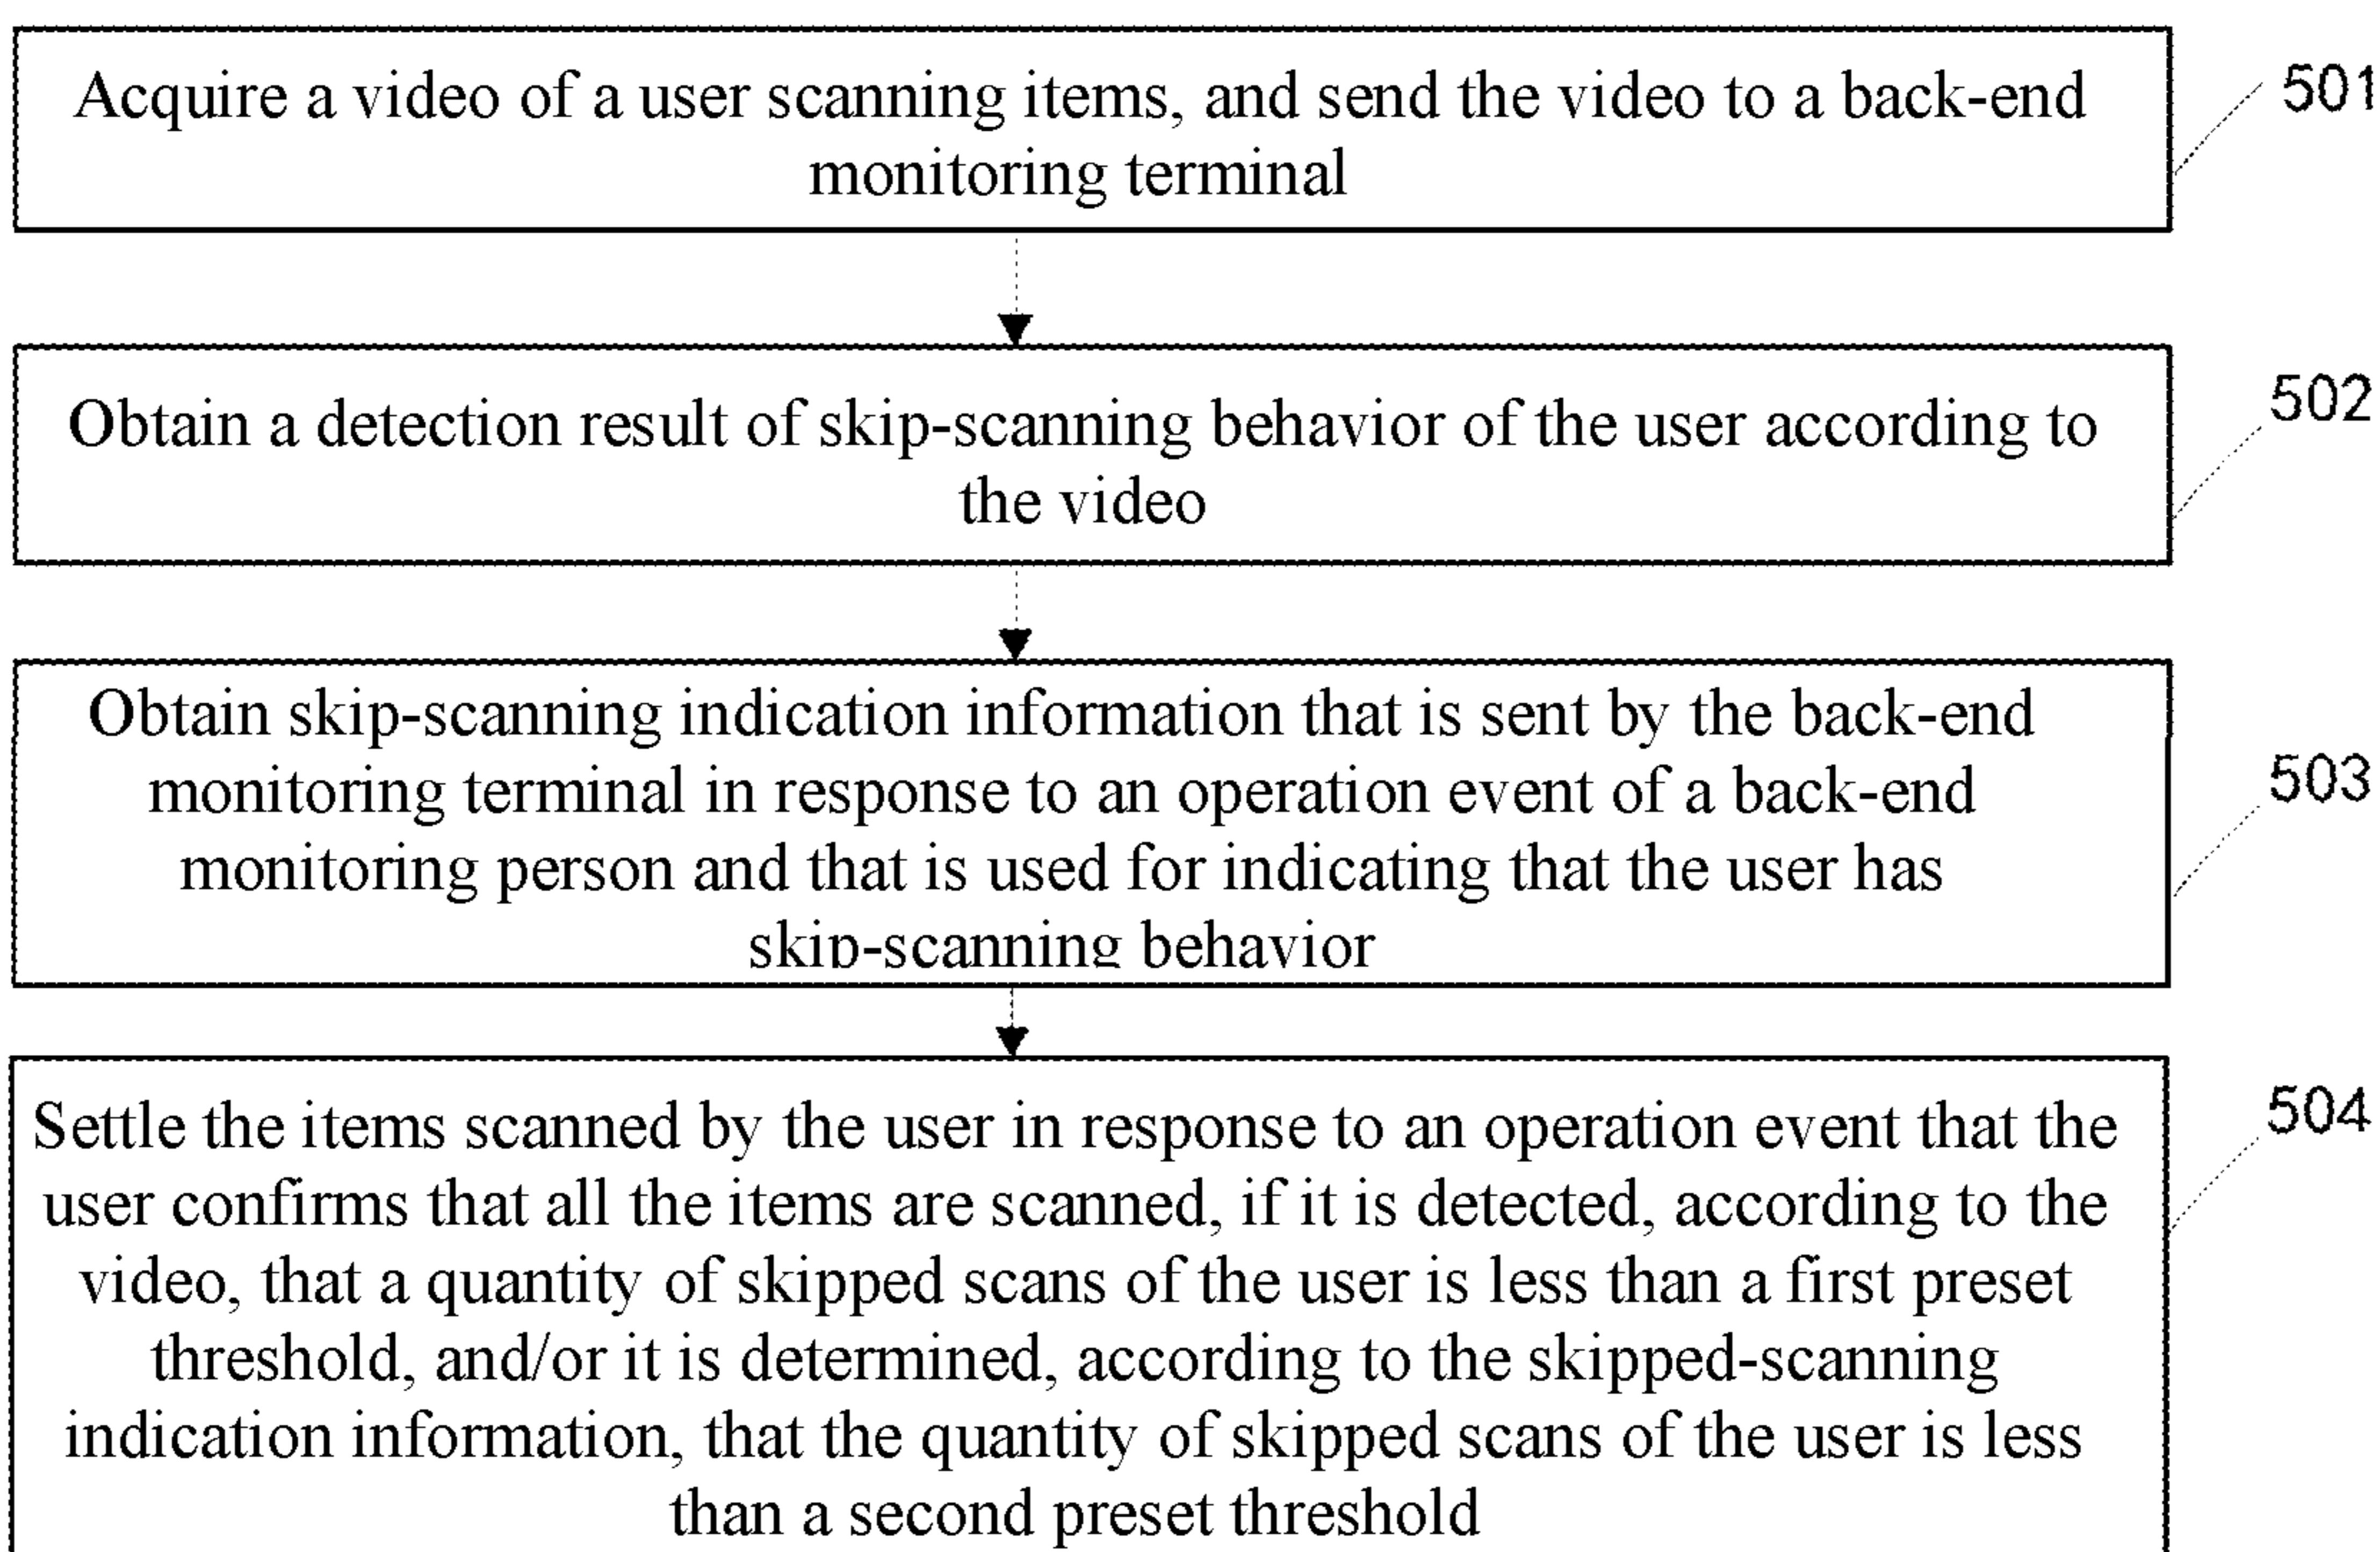 Acquire a video of a user scanning items, and send the video to a back-end
monitoring terminal
501
Obtain a detection result of skip-scanning behavior of the user according to
the video
502
Obtain skip-scanning indication information that is sent by the back-end
monitoring terminal in response to an operation event of a back-end
monitoring person and that is used for indicating that the user has
skip-scanning behavior
503
Settle the items scanned by the user in response to an operation event that the
user confirms that all the items are scanned, if it is detected, according to the
video, that a quantity of skipped scans of the user is less than a first preset
threshold, and/or it is determined, according to the skipped-scanning
indication information, that the quantity of skipped scans of the user is less
than a second preset threshold
504